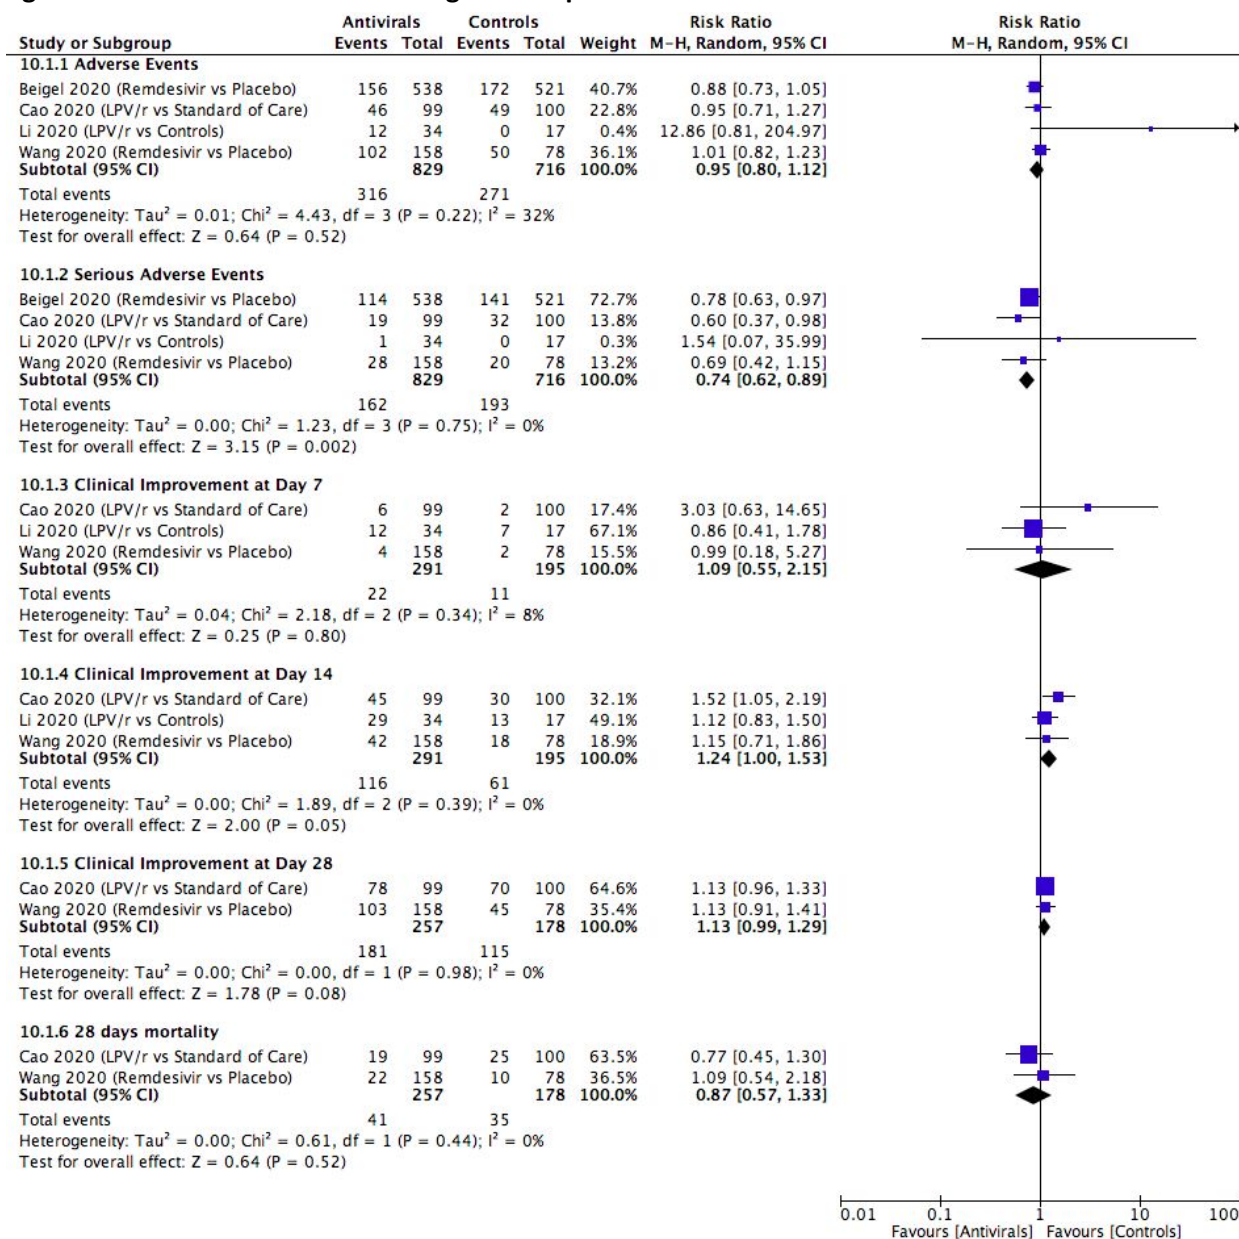 Antivirals Controls Risk Ratio Risk Ratio
Study or Subgroup Events Total Events Total Weight M-H, Random, 95% CI M-H, Random, 95% CI
10.1.1 Adverse Events
Beigel 2020 (Remdesivir vs Placebo) 156 538 172 521 40.7% 0.88 [0.73, 1.05]
Cao 2020 (LPV/r vs Standard of Care) 46 99 49 100 22.8% 0.95 [0.71, 1.27]
Li 2020 (LPV/r vs Controls) 12 34 0 17 0.4% 12.86 [0.81, 204.97]
Wang 2020 (Remdesivir vs Placebo) 102 158 50 78 36.1% 1.01 [0.82, 1.23]
Subtotal (95% CI) 829 716 100.0% 0.95 [0.80, 1.12]
Total events 316 271
Heterogeneity: Tau² = 0.01; Chi² = 4.43, df = 3 (P = 0.22); I² = 32%
Test for overall effect: Z = 0.64 (P = 0.52)
10.1.2 Serious Adverse Events
Beigel 2020 (Remdesivir vs Placebo) 114 538 141 521 72.7% 0.78 [0.63, 0.97]
Cao 2020 (LPV/r vs Standard of Care) 19 99 32 100 13.8% 0.60 [0.37, 0.98]
Li 2020 (LPV/r vs Controls) 1 34 0 17 0.3% 1.54 [0.07, 35.99]
Wang 2020 (Remdesivir vs Placebo) 28 158 20 78 13.2% 0.69 [0.42, 1.15]
Subtotal (95% CI) 829 716 100.0% 0.74 [0.62, 0.89]
Total events 162 193
Heterogeneity: Tau² = 0.00; Chi² = 1.23, df = 3 (P = 0.75); I² = 0%
Test for overall effect: Z = 3.15 (P = 0.002)
10.1.3 Clinical Improvement at Day 7
Cao 2020 (LPV/r vs Standard of Care) 6 99 2 100 17.4% 3.03 [0.63, 14.65]
Li 2020 (LPV/r vs Controls) 12 34 7 17 67.1% 0.86 [0.41, 1.78]
Wang 2020 (Remdesivir vs Placebo) 4 158 2 78 15.5% 0.99 [0.18, 5.27]
Subtotal (95% CI) 291 195 100.0% 1.09 [0.55, 2.15]
Total events 22 11
Heterogeneity: Tau² = 0.04; Chi² = 2.18, df = 2 (P = 0.34); I² = 8%
Test for overall effect: Z = 0.25 (P = 0.80)
10.1.4 Clinical Improvement at Day 14
Cao 2020 (LPV/r vs Standard of Care) 45 99 30 100 32.1% 1.52 [1.05, 2.19]
Li 2020 (LPV/r vs Controls) 29 34 13 17 49.1% 1.12 [0.83, 1.50]
Wang 2020 (Remdesivir vs Placebo) 42 158 18 78 18.9% 1.15 [0.71, 1.86]
Subtotal (95% CI) 291 195 100.0% 1.24 [1.00, 1.53]
Total events 116 61
Heterogeneity: Tau² = 0.00; Chi² = 1.89, df = 2 (P = 0.39); I² = 0%
Test for overall effect: Z = 2.00 (P = 0.05)
10.1.5 Clinical Improvement at Day 28
Cao 2020 (LPV/r vs Standard of Care) 78 99 70 100 64.6% 1.13 [0.96, 1.33]
Wang 2020 (Remdesivir vs Placebo) 103 158 45 78 35.4% 1.13 [0.91, 1.41]
Subtotal (95% CI) 257 178 100.0% 1.13 [0.99, 1.29]
Total events 181 115
Heterogeneity: Tau² = 0.00; Chi² = 0.00, df = 1 (P = 0.98); I² = 0%
Test for overall effect: Z = 1.78 (P = 0.08)
10.1.6 28 days mortality
Cao 2020 (LPV/r vs Standard of Care) 19 99 25 100 63.5% 0.77 [0.45, 1.30]
Wang 2020 (Remdesivir vs Placebo) 22 158 10 78 36.5% 1.09 [0.54, 2.18]
Subtotal (95% CI) 257 178 100.0% 0.87 [0.57, 1.33]
Total events 41 35
Heterogeneity: Tau² = 0.00; Chi² = 0.61, df = 1 (P = 0.44); I² = 0%
Test for overall effect: Z = 0.64 (P = 0.52)
0.01 0.1 1 10 100
Favours [Antivirals] Favours [Controls]